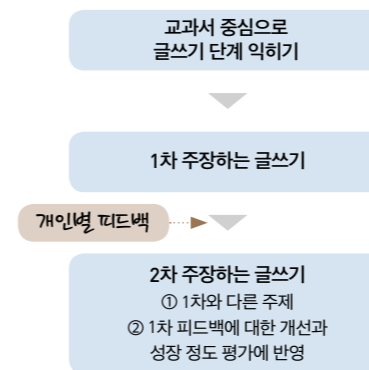 교과서 중심으로
글쓰기 단계 익히기
1차 주장하는 글쓰기
개인별 피드백
2차 주장하는 글쓰기
① 1차와 다른 주제
② 1차 피드백에 대한 개선과
성장 정도 평가에 반영